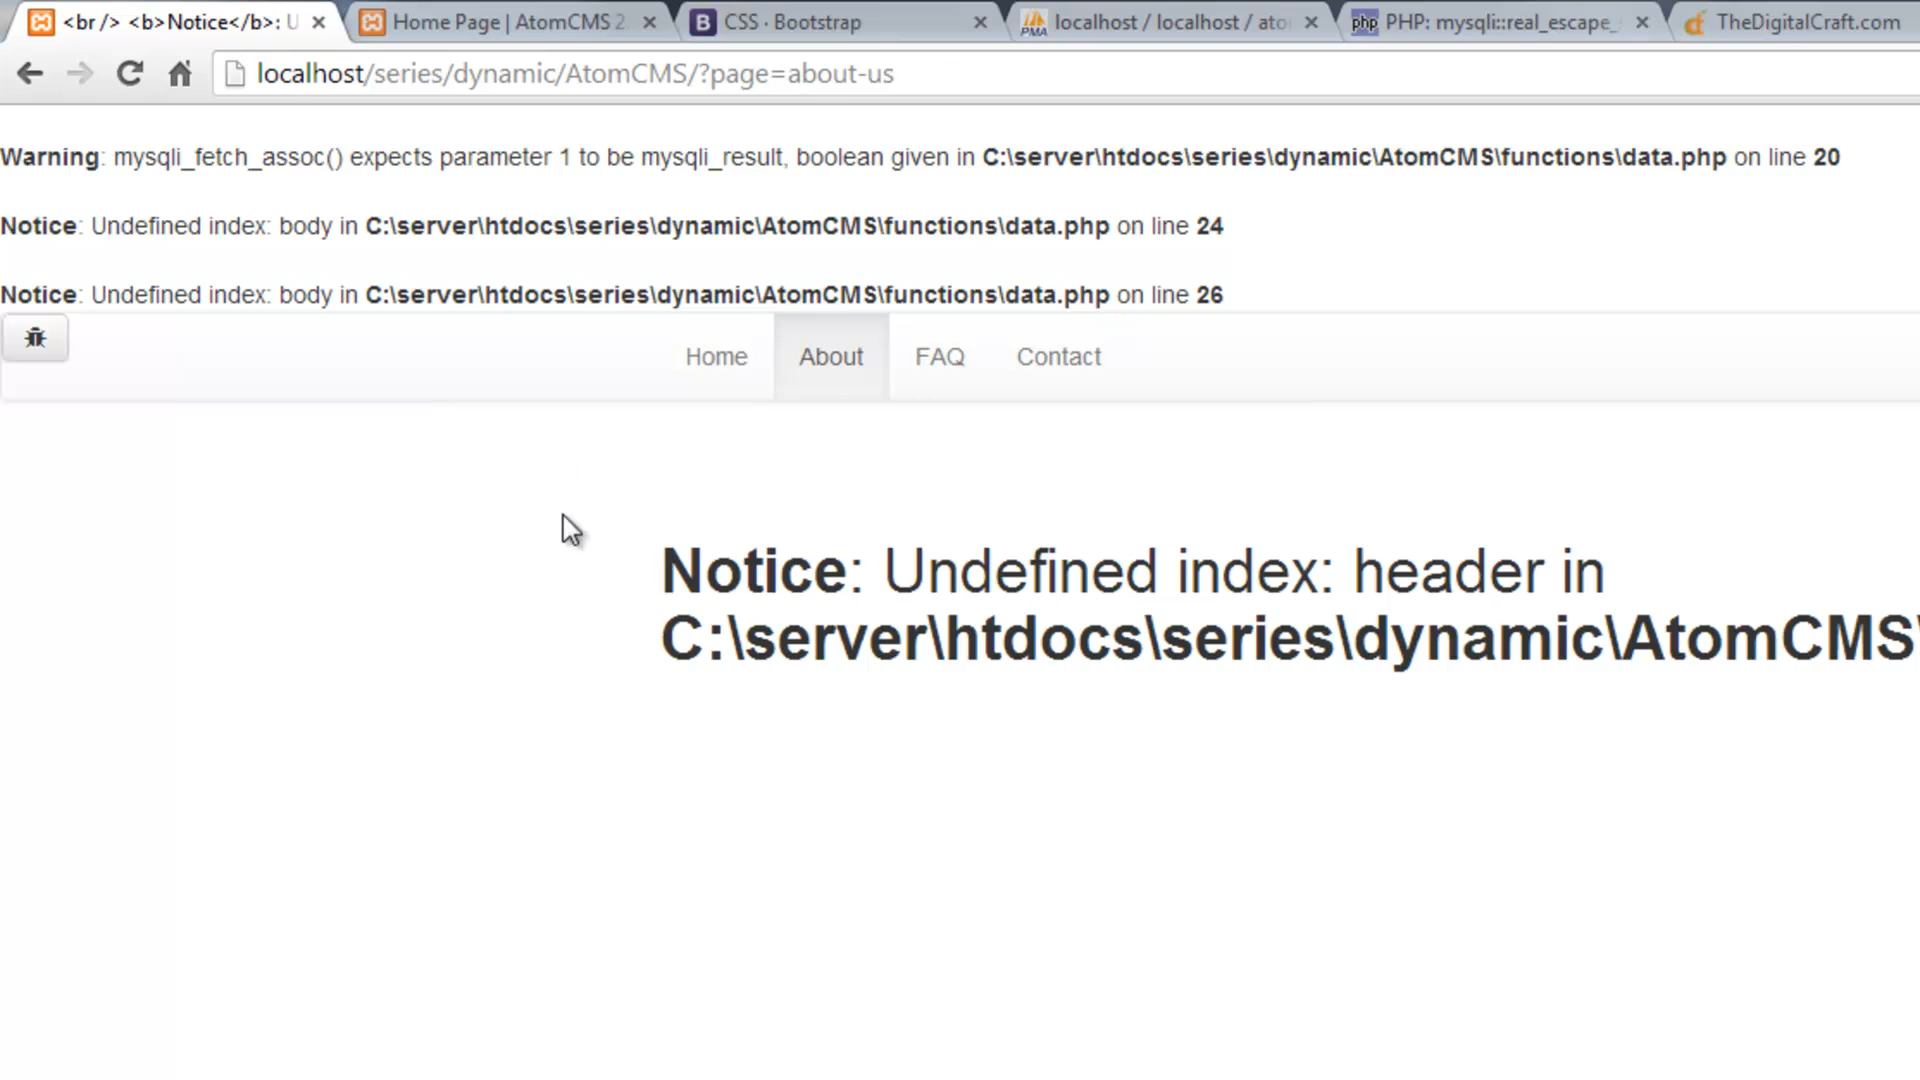 <br /> <b>Notice</b>: U
Home Page | AtomCMS 2
B CSS · Bootstrap
PMA localhost / localhost / ato
php PHP: mysqli::real_escape_
TheDigitalCraft.com
localhost/series/dynamic/AtomCMS/?page=about-us
Warning: mysqli_fetch_assoc() expects parameter 1 to be mysqli_result, boolean given in C:\server\htdocs\series\dynamic\AtomCMS\functions\data.php on line 20
Notice: Undefined index: body in C:\server\htdocs\series\dynamic\AtomCMS\functions\data.php on line 24
Notice: Undefined index: body in C:\server\htdocs\series\dynamic\AtomCMS\functions\data.php on line 26
Home About FAQ Contact
Notice: Undefined index: header in
C:\server\htdocs\series\dynamic\AtomCMS\